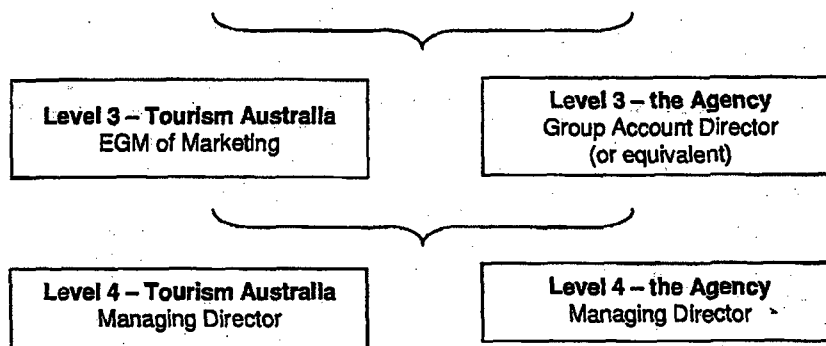 Level 3 – Tourism Australia
EGM of Marketing
Level 3 – the Agency
Group Account Director
(or equivalent)
Level 4 – Tourism Australia
Managing Director
Level 4 – the Agency
Managing Director